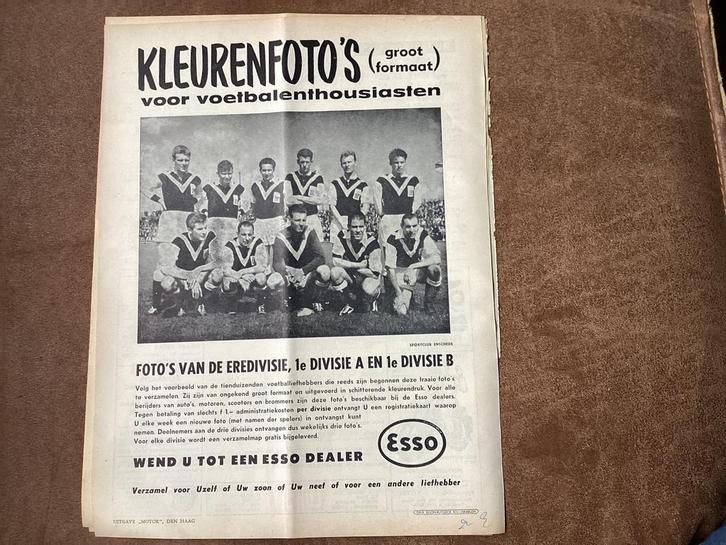 KLEURENFOTO'S (groot formaat)
voor voetbalenthousiasten
SPORTCLUB ENSCHEDE
FOTO'S VAN DE EREDIVISIE, 1e DIVISIE A EN 1e DIVISIE B
Volg het voorbeeld van de tienduizenden voetballiefhebbers die reeds zijn begonnen deze fraaie foto's
te verzamelen. Zij zijn van ongekend groot formaat en uitgevoerd in schitterende kleurendruk. Voor alle
berijders van auto's, motoren, scooters en brommers zijn deze foto's beschikbaar bij de Esso dealers.
Tegen betaling van slechts f 1.- administratiekosten per divisie ontvangt U een registratiekaart waarop
U elke week een nieuwe foto (met namen der spelers) in ontvangst kunt
nemen. Deelnemers aan de drie divisies ontvangen dus wekelijks drie foto's.
Voor elke divisie wordt een verzamelmap gratis bijgeleverd.
Esso
WEND U TOT EEN ESSO DEALER
Verzamel voor Uzelf of Uw zoon of Uw neef of voor een andere liefhebber
UITGAVE „MOTOR", DEN HAAG